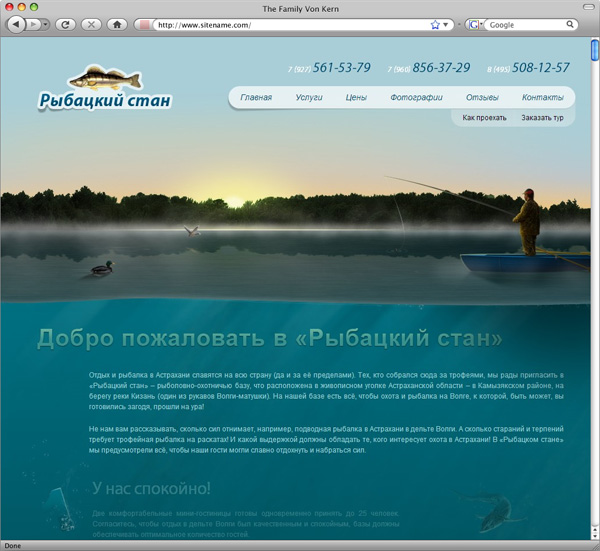 The Family Von Kern
http://www.sitename.com/
Google
Рыбацкий стан
7 (927) 561-53-79 7 (960) 856-37-29 8 (495) 508-12-57
Главная Услуги Цены Фотографии Отзывы Контакты
Как проехать Заказать тур
Добро пожаловать в «Рыбацкий стан»
Отдых и рыбалка в Астрахани славятся на всю страну (да и за её пределами). Тех, кто собрался сюда за трофеями, мы рады пригласить в
«Рыбацкий стан» – рыболовно-охотничью базу, что расположена в живописном уголке Астраханской области – в Камызякском районе, на
берегу реки Кизань (один из рукавов Волги-матушки). На нашей базе есть всё, чтобы охота и рыбалка на Волге, к которой, быть может, вы
готовились загодя, прошли на ура!
Не нам вам рассказывать, сколько сил отнимает, например, подводная рыбалка в Астрахани в дельте Волги. А сколько стараний и терпений
требует трофейная рыбалка на раскатах! И какой выдержкой должны обладать те, кого интересует охота в Астрахани! В «Рыбацком стане»
мы предусмотрели всё, чтобы наши гости могли славно отдохнуть и набраться сил.
У нас спокойно!
Две комфортабельные мини-гостиницы готовы одновременно принять до 25 человек.
Согласитесь, чтобы отдых в дельте Волги был качественным и спокойным, базы должны
обеспечивать оптимальное количество гостей.
Done